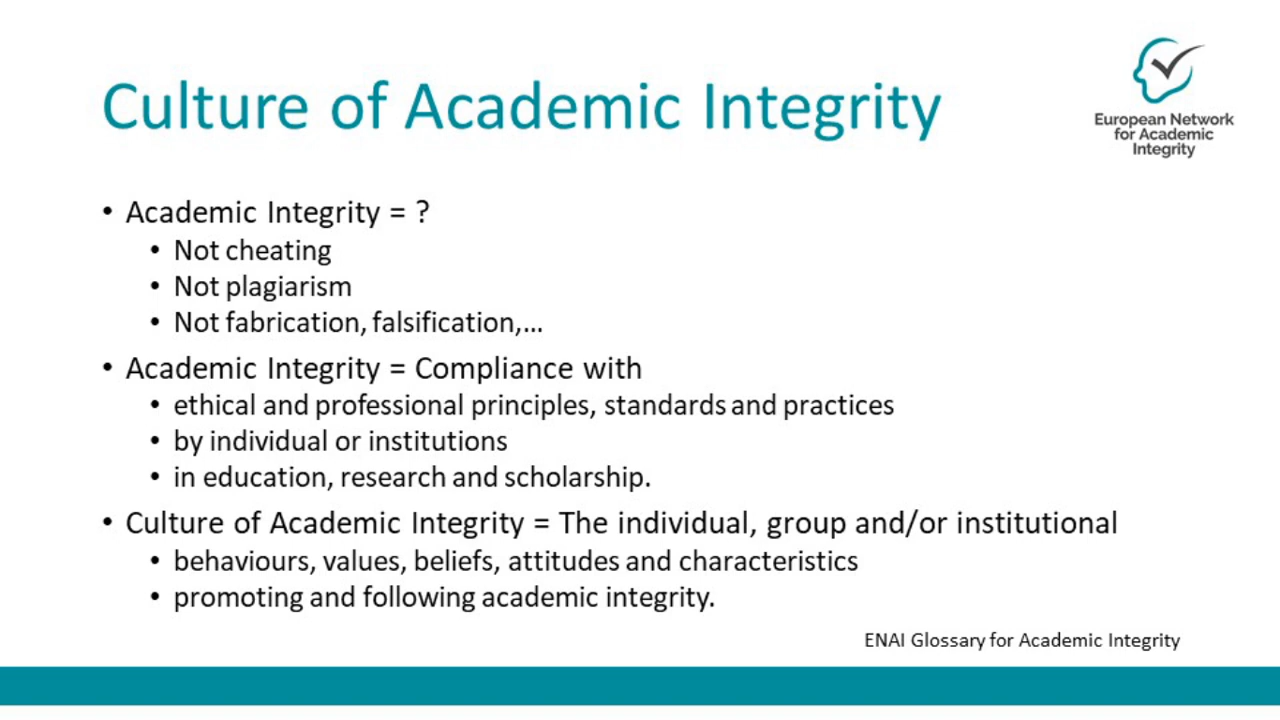 Culture of Academic Integrity
European Network
for Academic
Integrity
• Academic Integrity = ?
• Not cheating
• Not plagiarism
• Not fabrication, falsification,...
• Academic Integrity = Compliance with
• ethical and professional principles, standards and practices
• by individual or institutions
• in education, research and scholarship.
• Culture of Academic Integrity = The individual, group and/or institutional
• behaviours, values, beliefs, attitudes and characteristics
• promoting and following academic integrity.
ENAI Glossary for Academic Integrity